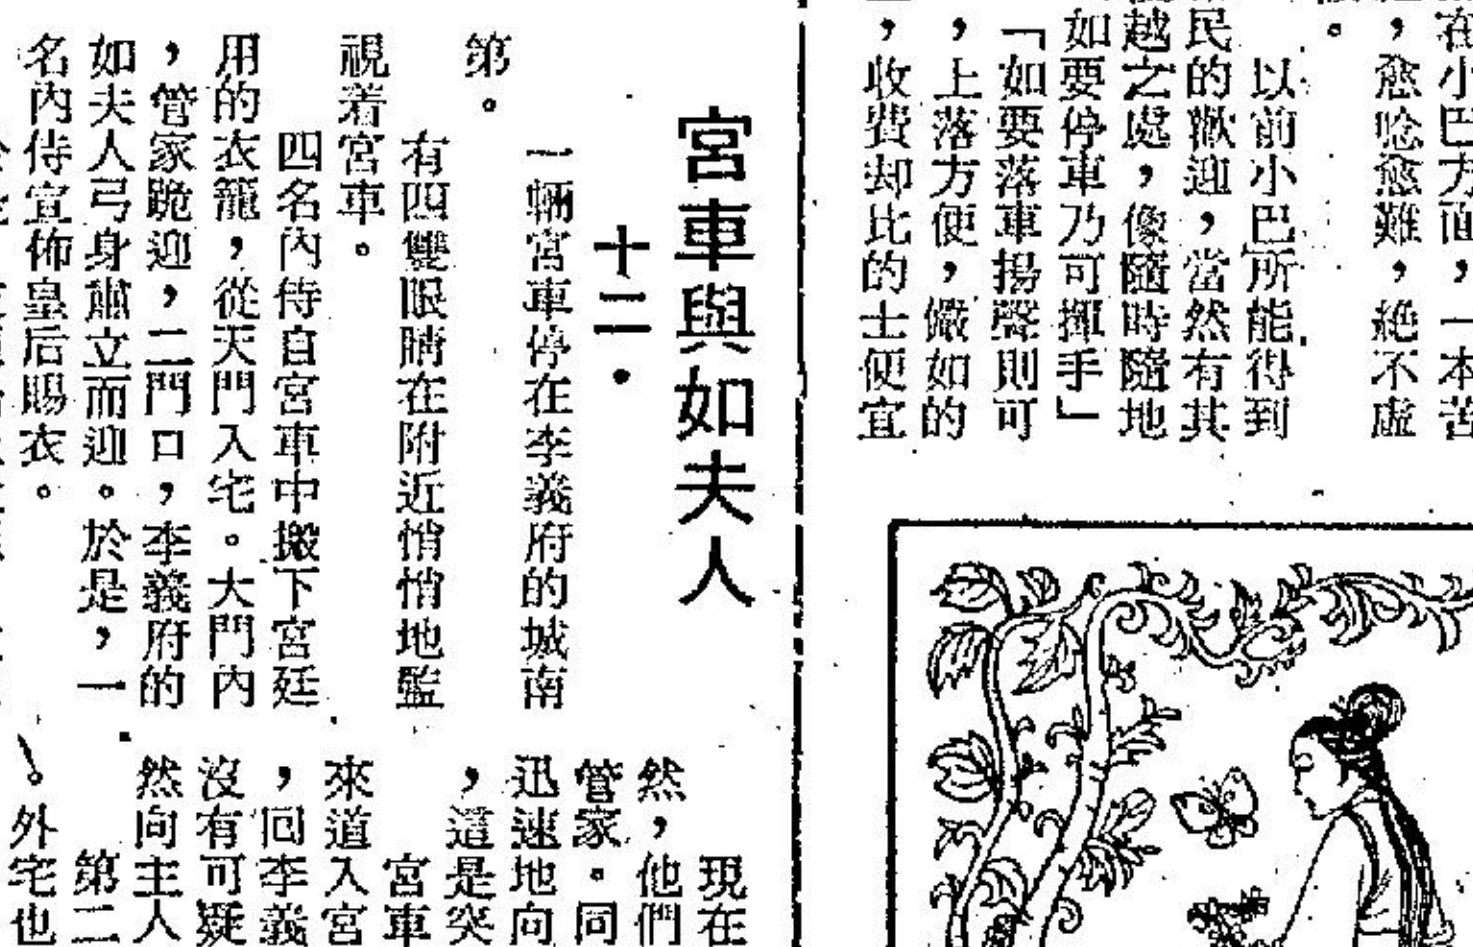 在小巴方面，一本苦
，愈唸愈難，絶不虛
。
以前小巴所能得到
民的歡迎，當然有其
越之處，像隨時隨地
如要停車乃可揮手」
「如要落車揚聲則可
，上落方便，儼如的
，收費却比的士便宜
宮車與如夫人
十二·
一輛宮車停在李義府的城南
第。
有四雙眼睛在附近悄悄地監
視着宮車。
四名內侍自宮車中搬下宮廷
用的衣籠，從天門入宅。大門內
，管家跪迎，二門口，李義府的
如夫人弓身肅立而迎。於是，一
名內侍宣佈皇后賜衣。
現在
然，他們
管家。同
迅速地向
，這是突
宮車
來道入宮
，回李義
沒有可疑
然向主人
第二
外宅也